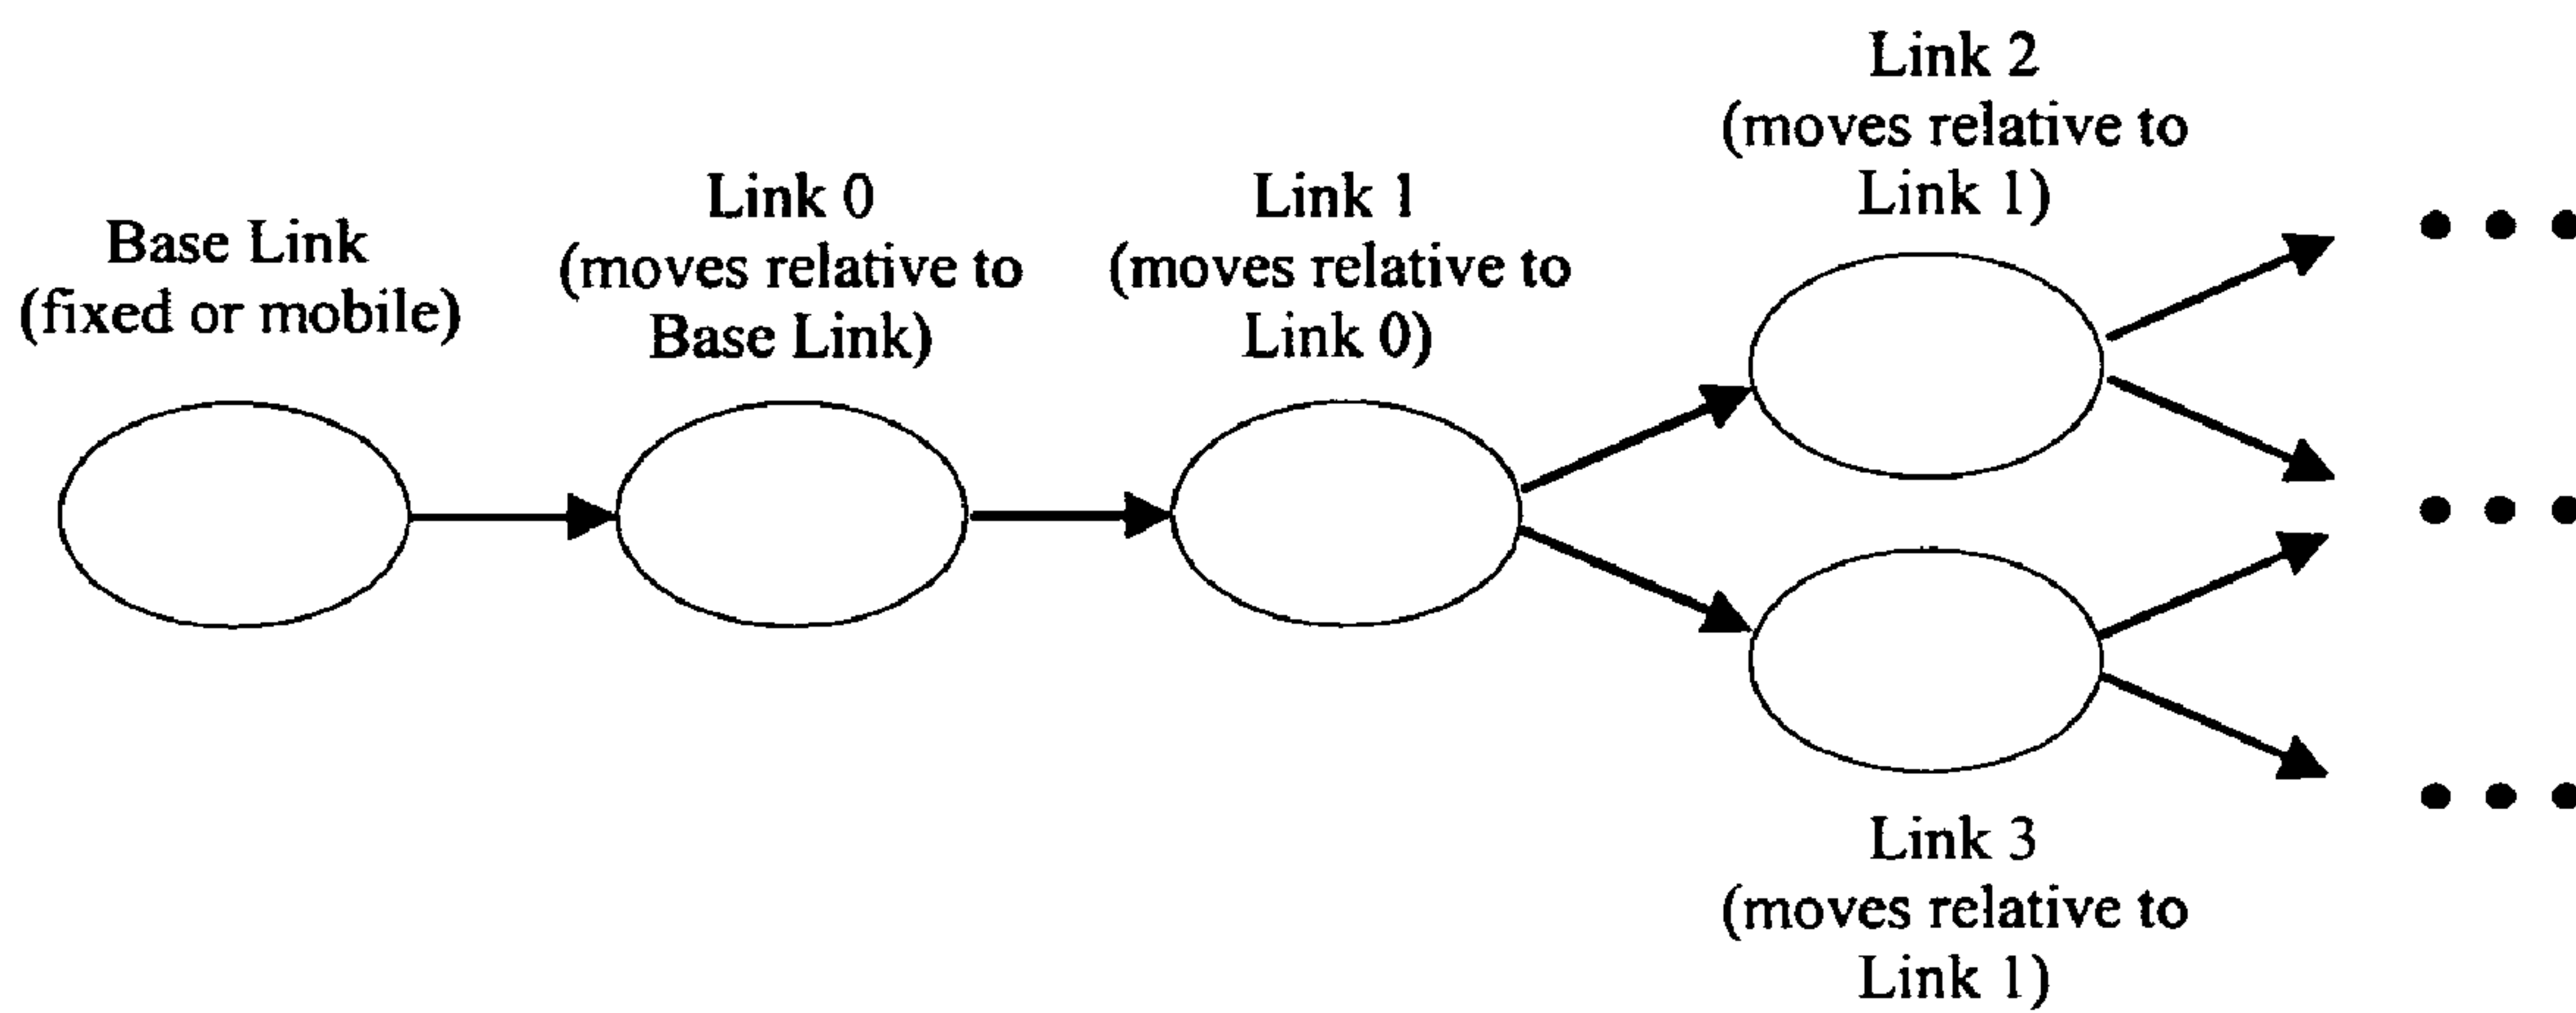 Base Link
(fixed or mobile)
Link 0
(moves relative to
Base Link)
Link 1
(moves relative to
Link 0)
Link 2
(moves relative to
Link 1)
Link 3
(moves relative to
Link 1)